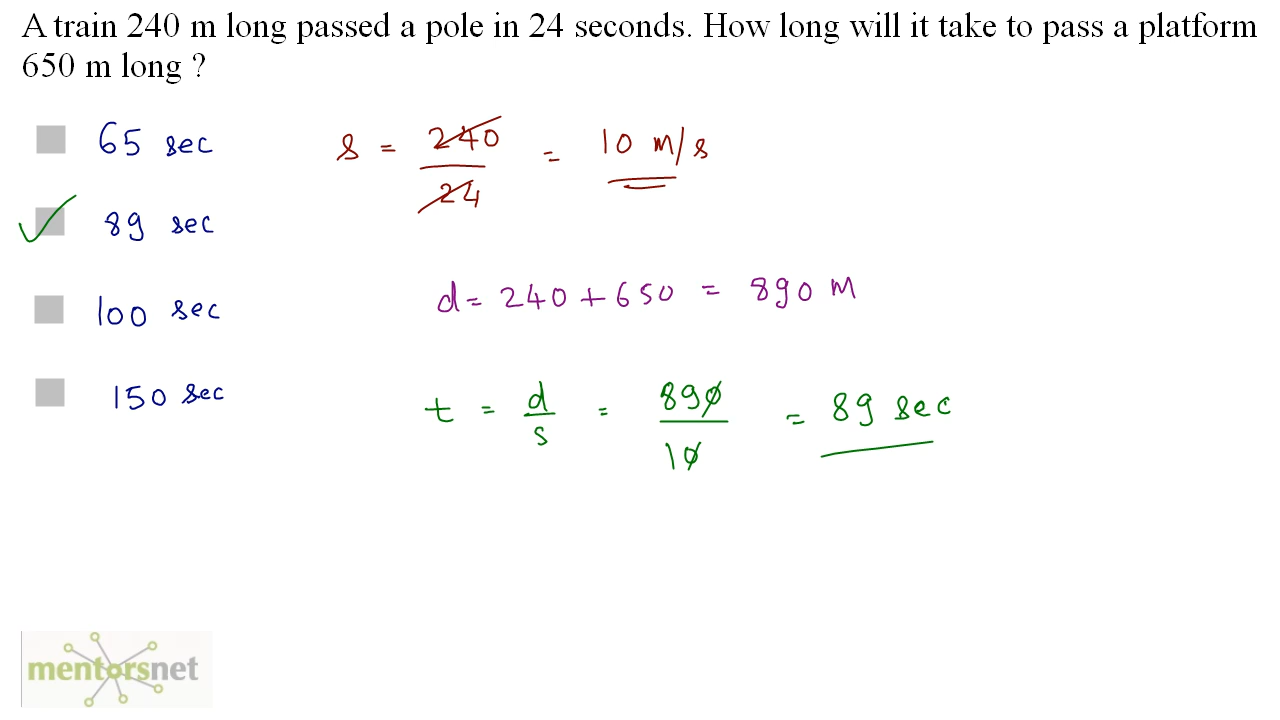 A train 240 m long passed a pole in 24 seconds. How long will it take to pass a platform
650 m long ?
65 sec
s = 240/24 = 10 m/s
89 sec
d = 240 + 650 = 890 M
100 sec
150 sec
t = d/s = 890/10 = 89 sec
mentorsnet